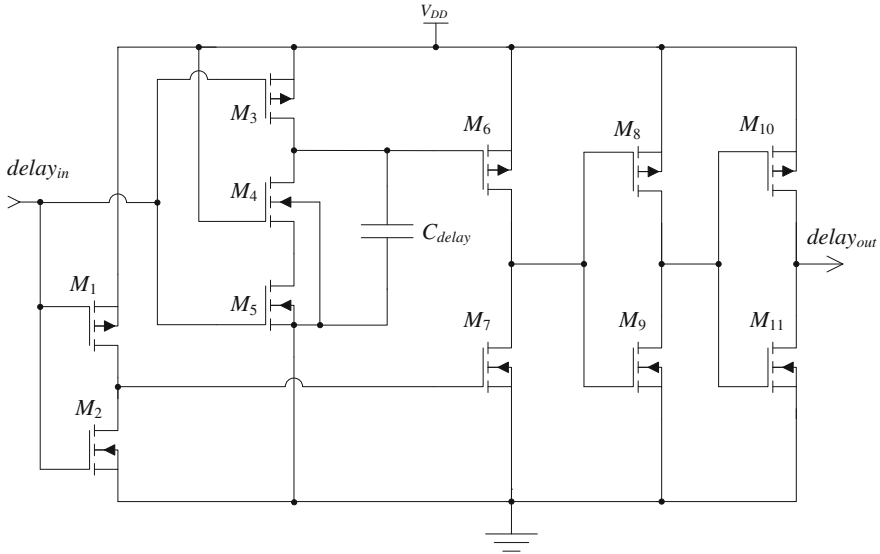 V_DD
M_3
M_6
M_8
M_10
delay_in
M_4
C_delay
delay_out
M_1
M_5
M_7
M_9
M_11
M_2